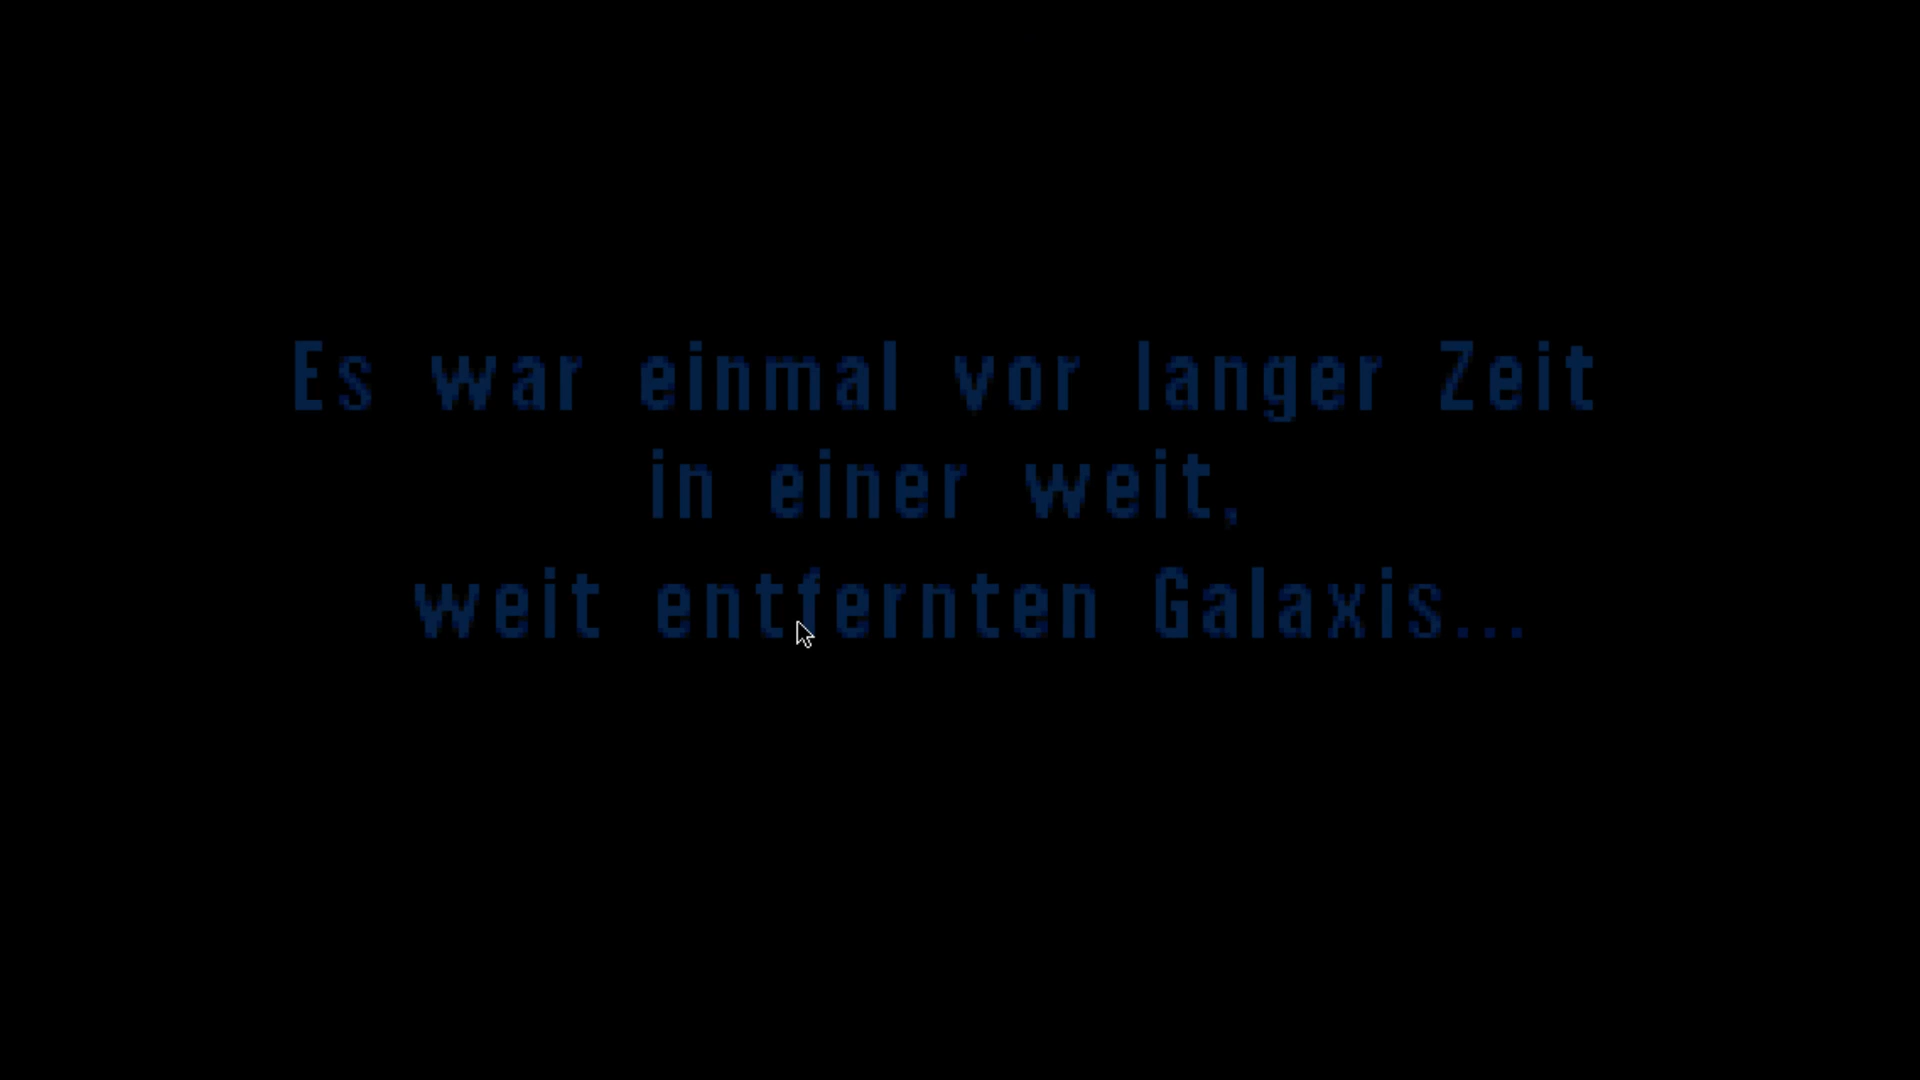 Es war einmal vor langer Zeit
in einer weit,
weit entfernten Galaxis...